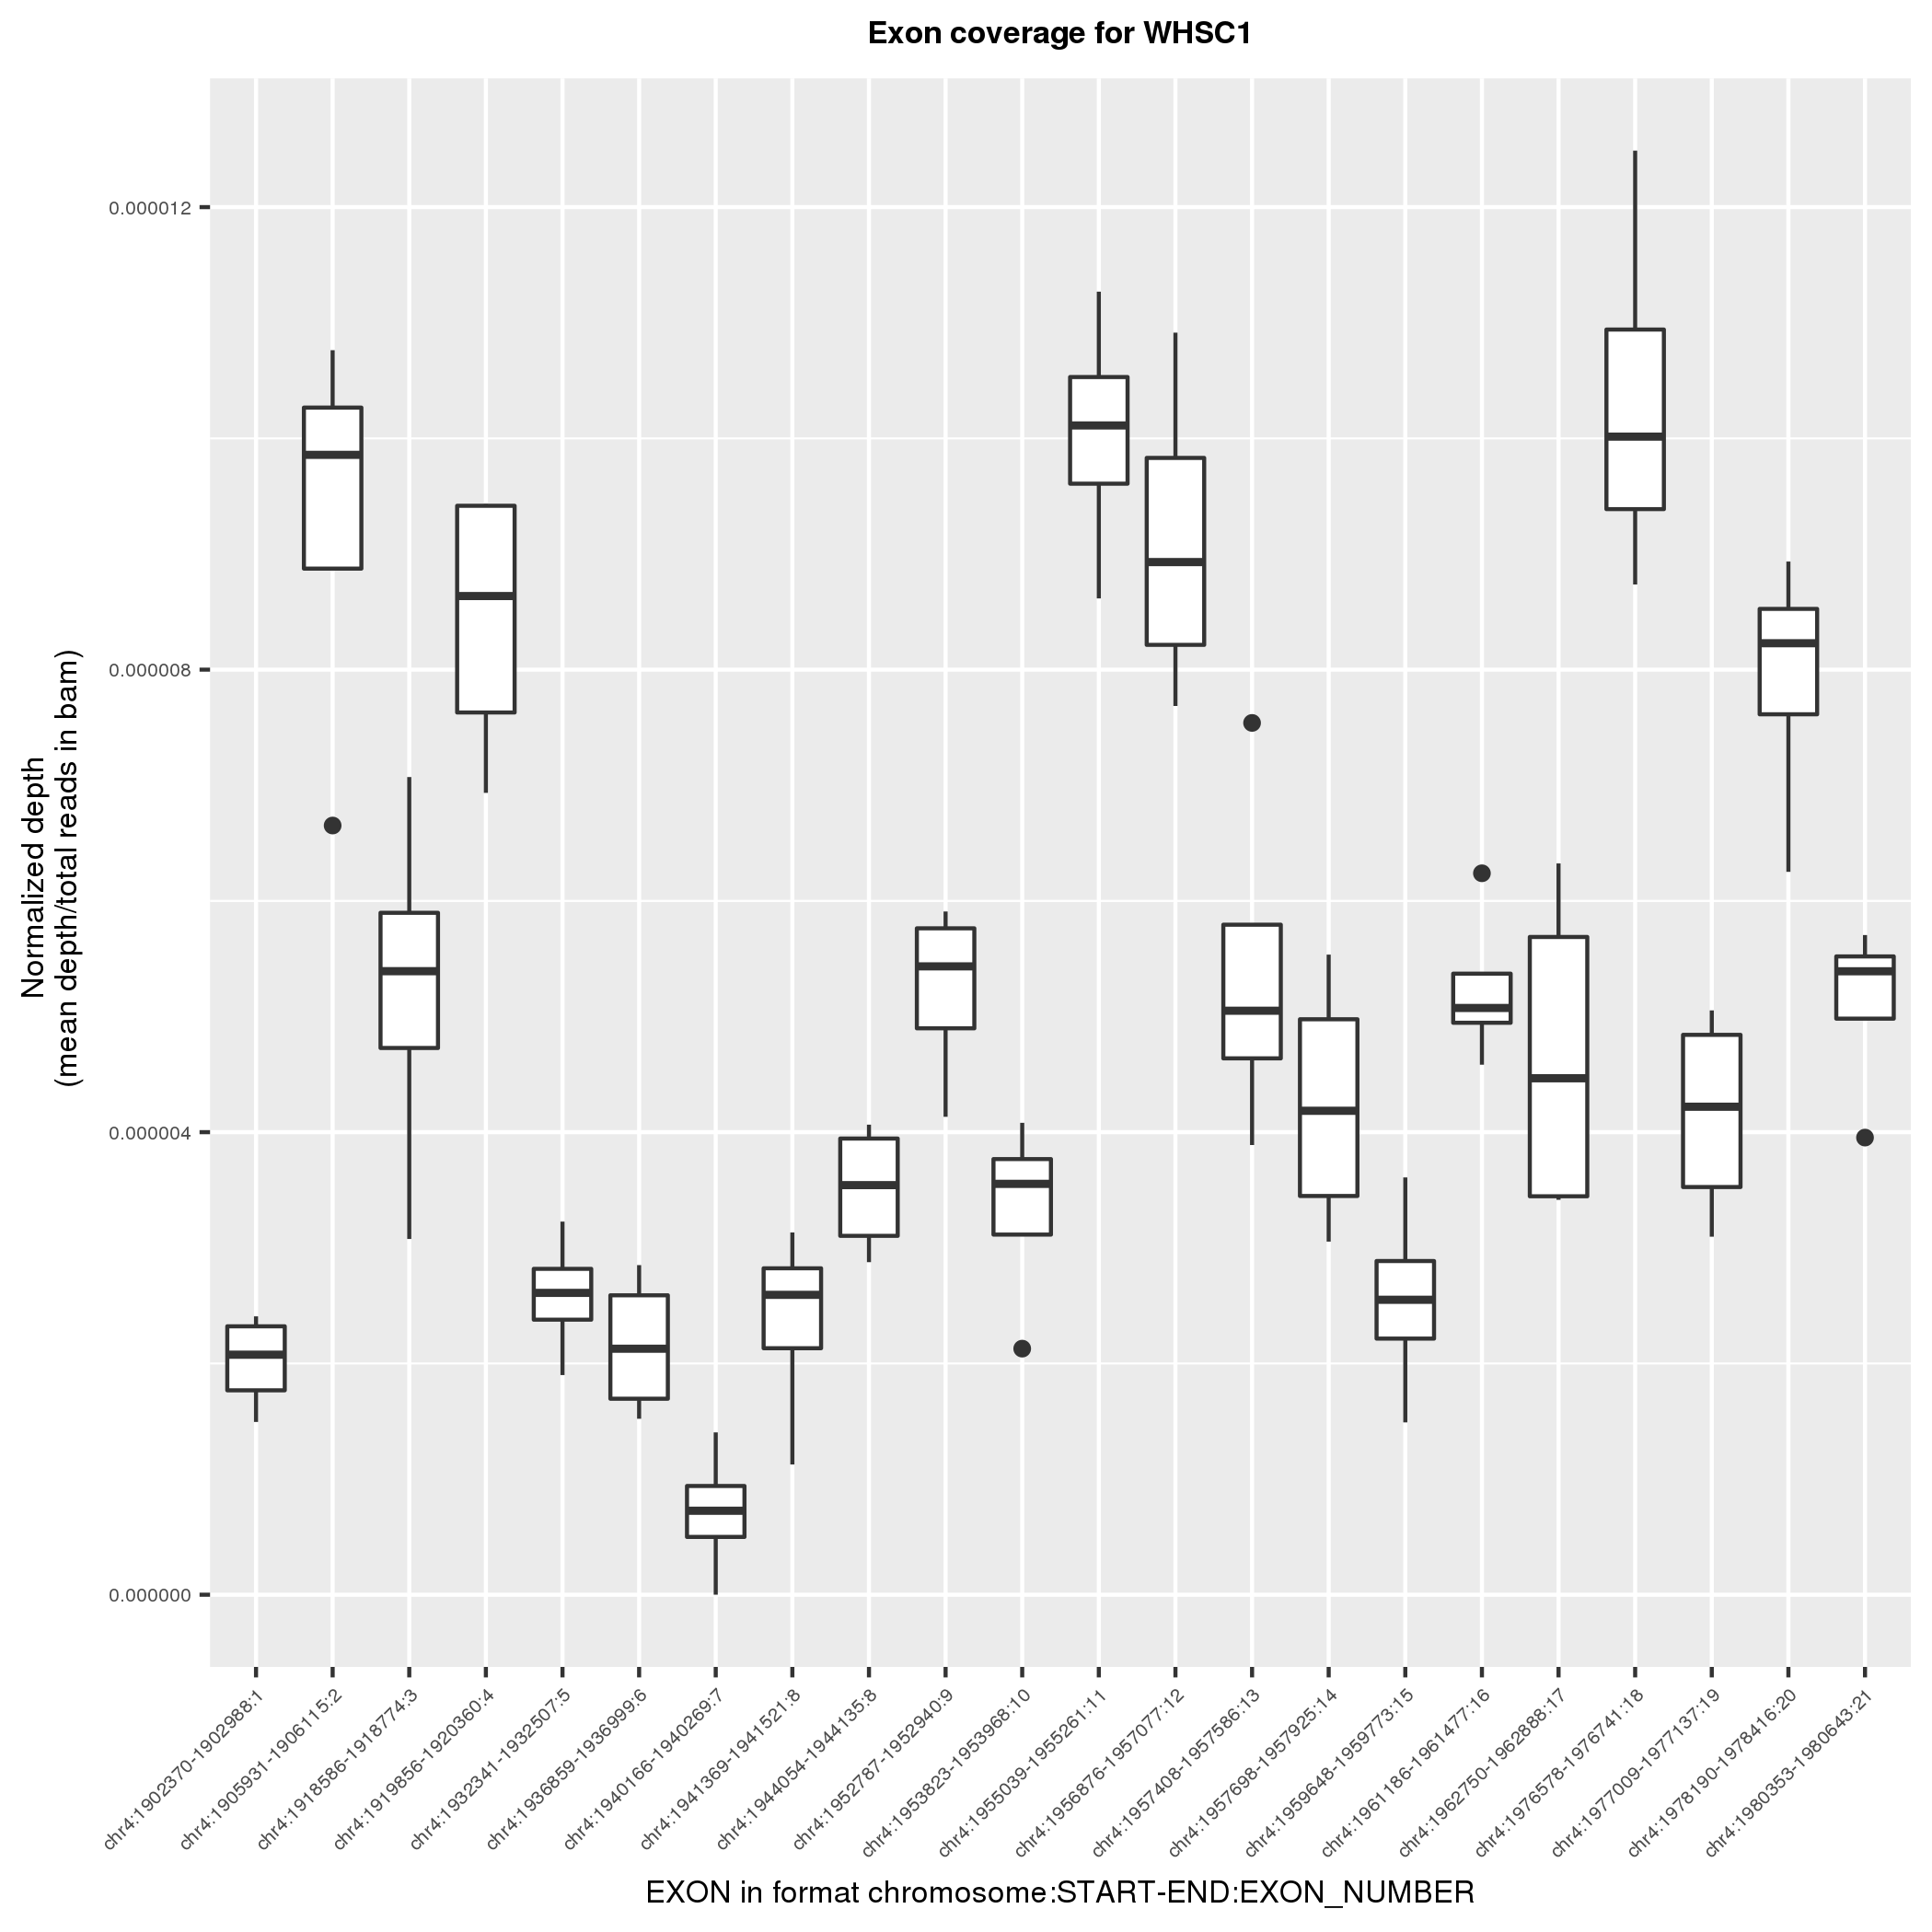 Exon coverage for WHSC1
Normalized depth
(mean depth/total reads in bam)
0.000012
0.000008
0.000004
0.000000
chr4:1902370-1902988:1
chr4:1905931-1906115:2
chr4:1918586-1918774:3
chr4:1919856-1920360:4
chr4:1932341-1932507:5
chr4:1936859-1936999:6
chr4:1940166-1940269:7
chr4:1941369-1941521:8
chr4:1944054-1944135:8
chr4:1952787-1952940:9
chr4:1953823-1953968:10
chr4:1955039-1955261:11
chr4:1956876-1957077:12
chr4:1957408-1957586:13
chr4:1957698-1957925:14
chr4:1959648-1959773:15
chr4:1961186-1961477:16
chr4:1962750-1962888:17
chr4:1976578-1976741:18
chr4:1977009-1977137:19
chr4:1978190-1978416:20
chr4:1980353-1980643:21
EXON in format chromosome:START-END:EXON_NUMBER